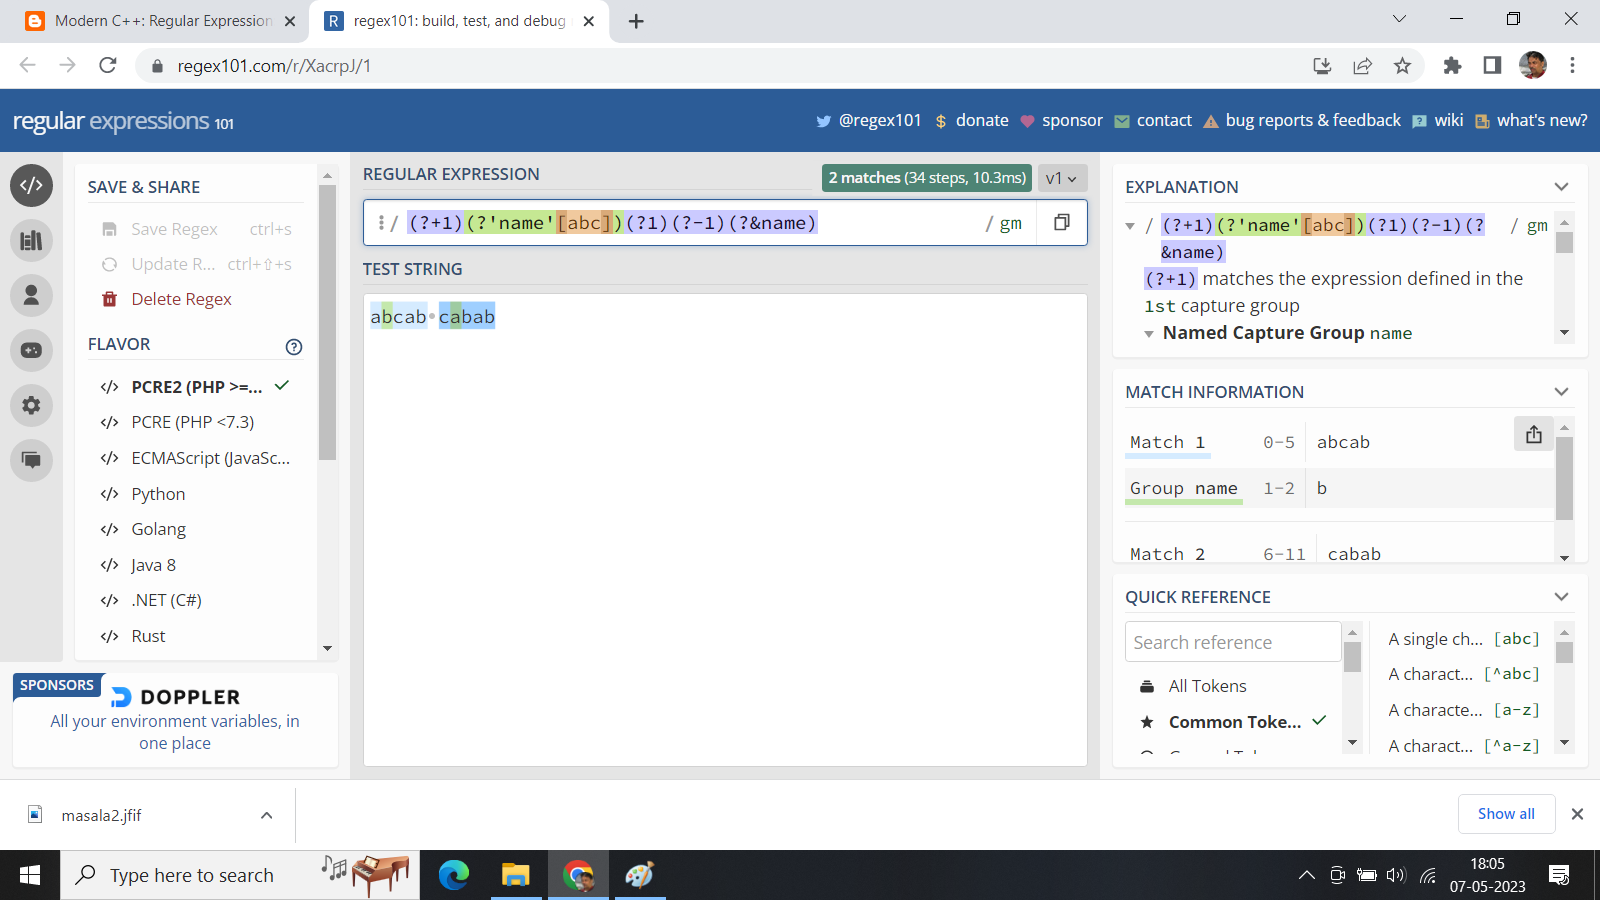 Modern C++: Regular Expression
regex101: build, test, and debug
regex101.com/r/XacrpJ/1
regular expressions 101
@regex101
$ donate
sponsor
contact
bug reports & feedback
wiki
what's new?
SAVE & SHARE
Save Regex ctrl+s
Update R... ctrl+⇧+s
Delete Regex
FLAVOR
PCRE2 (PHP >=...
PCRE (PHP <7.3)
ECMAScript (JavaSc...
Python
Golang
Java 8
.NET (C#)
Rust
SPONSORS
DOPPLER
All your environment variables, in
one place
REGULAR EXPRESSION
2 matches (34 steps, 10.3ms)
v1
/ (?+1)(?'name'[abc])(?1)(?-1)(?&name) / gm
TEST STRING
abcab·cabab
EXPLANATION
/ (?+1)(?'name'[abc])(?1)(?-1)(? / gm
&name)
(?+1) matches the expression defined in the
1st capture group
Named Capture Group name
MATCH INFORMATION
Match 1 0-5 abcab
Group name 1-2 b
Match 2 6-11 cabab
QUICK REFERENCE
Search reference
All Tokens
Common Toke...
A single ch... [abc]
A charact... [^abc]
A characte... [a-z]
A charact... [^a-z]
masala2.jfif
Show all
Type here to search
18:05
07-05-2023